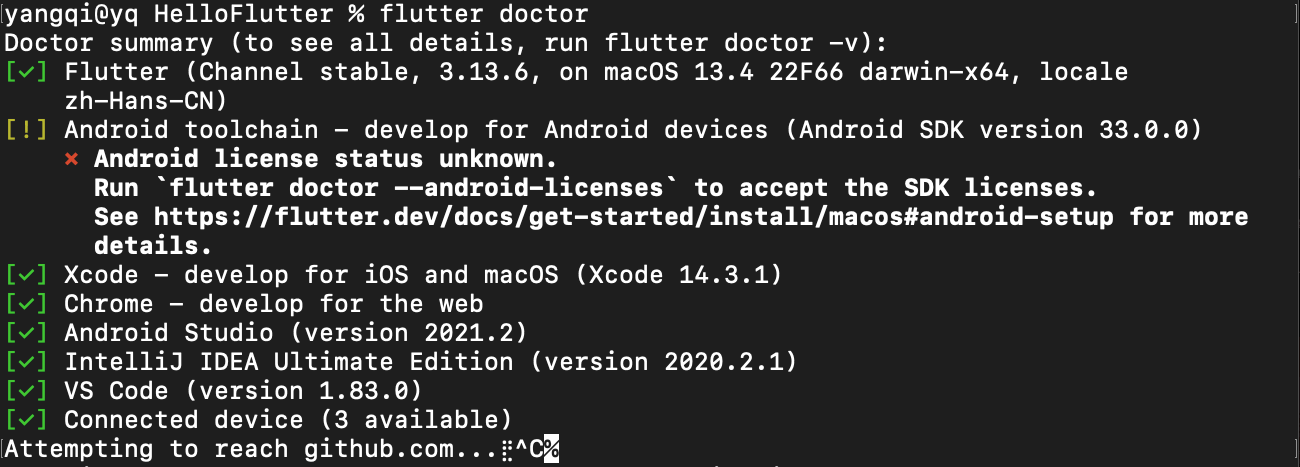 yangqi@yq HelloFlutter % flutter doctor
Doctor summary (to see all details, run flutter doctor -v):
[✓] Flutter (Channel stable, 3.13.6, on macOS 13.4 22F66 darwin-x64, locale
zh-Hans-CN)
[!] Android toolchain - develop for Android devices (Android SDK version 33.0.0)
✗ Android license status unknown.
Run `flutter doctor --android-licenses` to accept the SDK licenses.
See https://flutter.dev/docs/get-started/install/macos#android-setup for more
details.
[✓] Xcode - develop for iOS and macOS (Xcode 14.3.1)
[✓] Chrome - develop for the web
[✓] Android Studio (version 2021.2)
[✓] IntelliJ IDEA Ultimate Edition (version 2020.2.1)
[✓] VS Code (version 1.83.0)
[✓] Connected device (3 available)
Attempting to reach github.com...⣟^C%